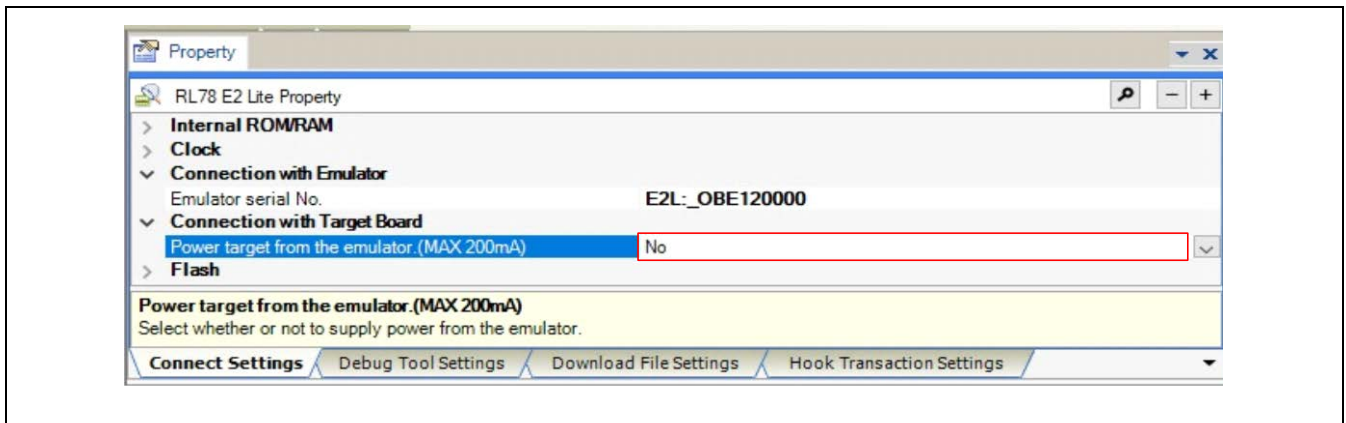 Property
RL78 E2 Lite Property
Internal ROM/RAM
Clock
Connection with Emulator
Emulator serial No. E2L:_OBE120000
Connection with Target Board
Power target from the emulator.(MAX 200mA) No
Flash
Power target from the emulator.(MAX 200mA)
Select whether or not to supply power from the emulator.
Connect Settings Debug Tool Settings Download File Settings Hook Transaction Settings